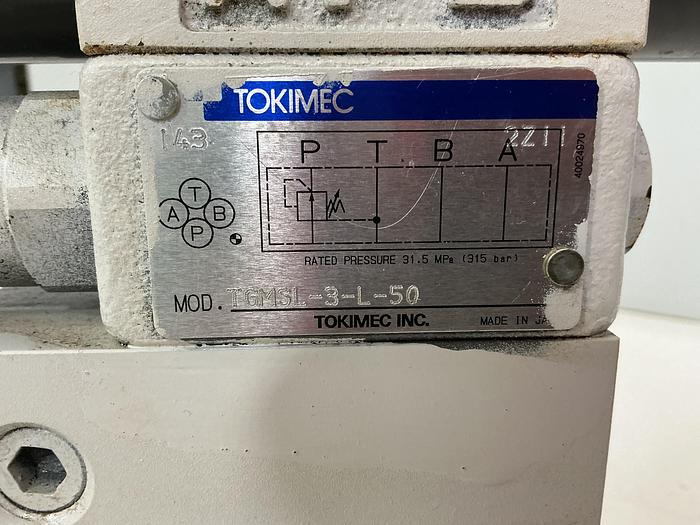 TOKIMEC
143 2Z11
P T B A
40024970
T
A B
P
RATED PRESSURE 31.5 MPa (315 bar)
MOD. TGMSL-3-L-50
TOKIMEC INC. MADE IN JA